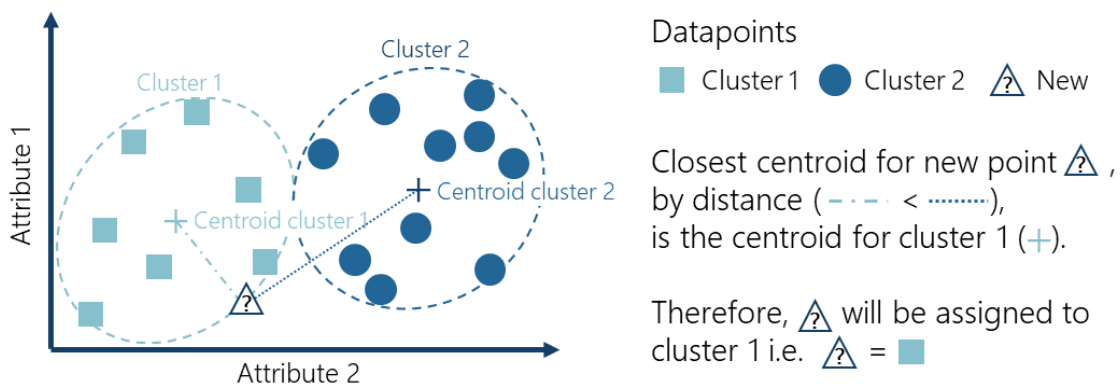 Cluster 2
Cluster 1
Centroid cluster 2
Centroid cluster 1
?
Attribute 1
Attribute 2
Datapoints
Cluster 1 Cluster 2 ? New
Closest centroid for new point ? ,
by distance ( < ),
is the centroid for cluster 1 (+).
Therefore, ? will be assigned to
cluster 1 i.e. ? =